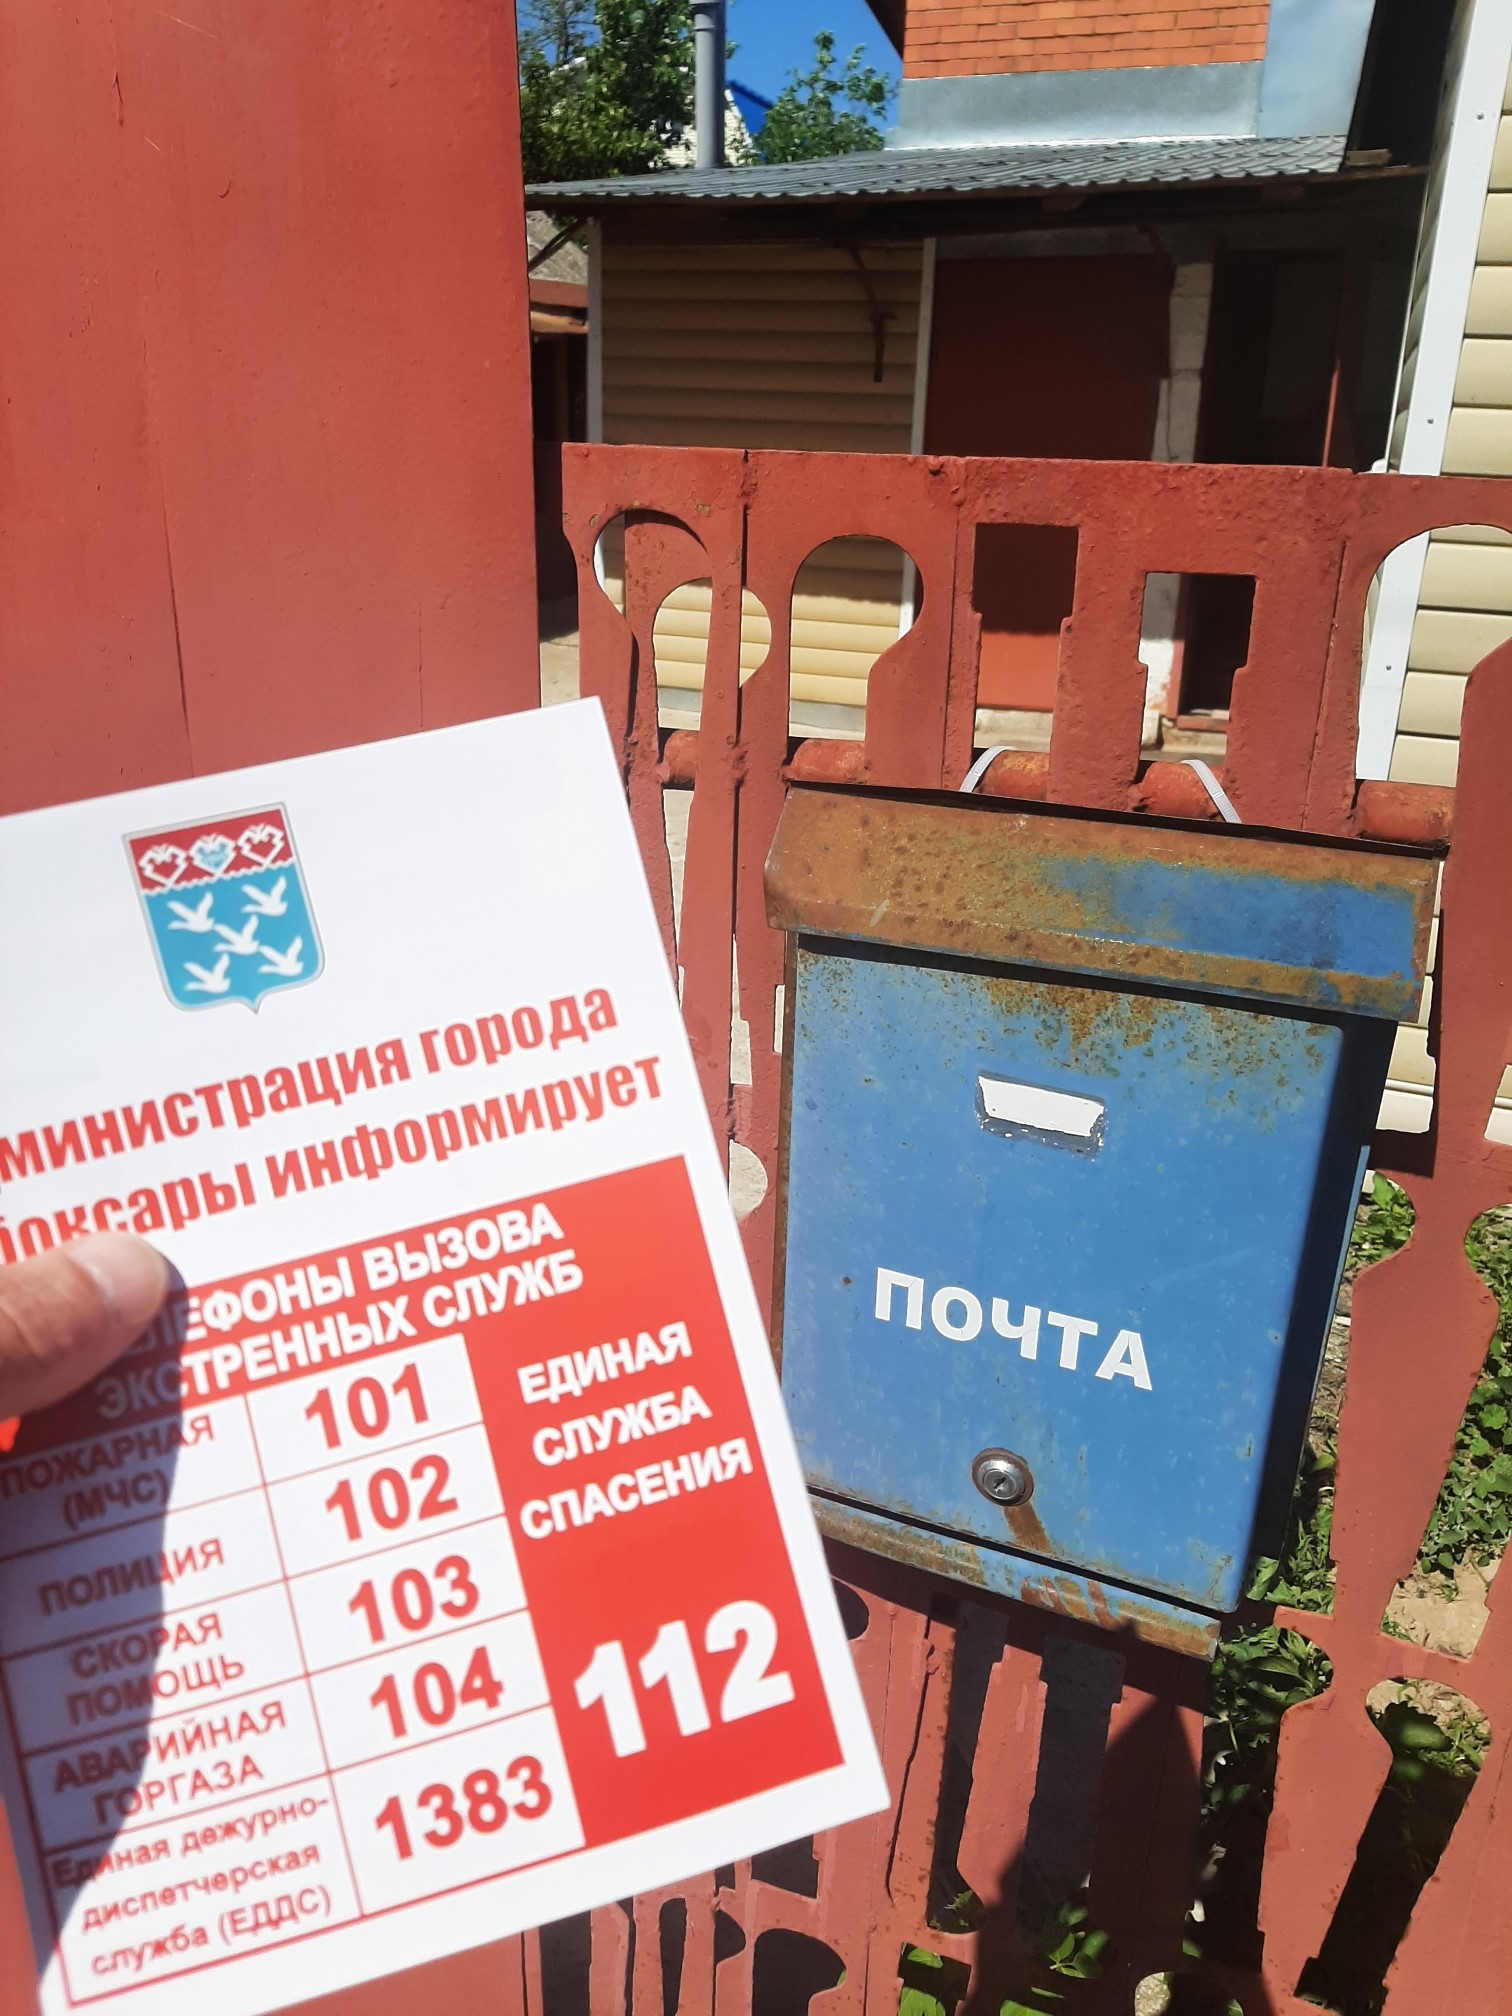 министрация города
боксары информирует
ТЕЛЕФОНЫ ВЫЗОВА
ЭКСТРЕННЫХ СЛУЖБ
ПОЖАРНАЯ
(МЧС)
101
ПОЛИЦИЯ
102
СКОРАЯ
ПОМОЩЬ
103
АВАРИЙНАЯ
ГОРГАЗА
104
Единая дежурно-
диспетчерская
служба (ЕДДС)
1383
ЕДИНАЯ
СЛУЖБА
СПАСЕНИЯ
112
ПОЧТА